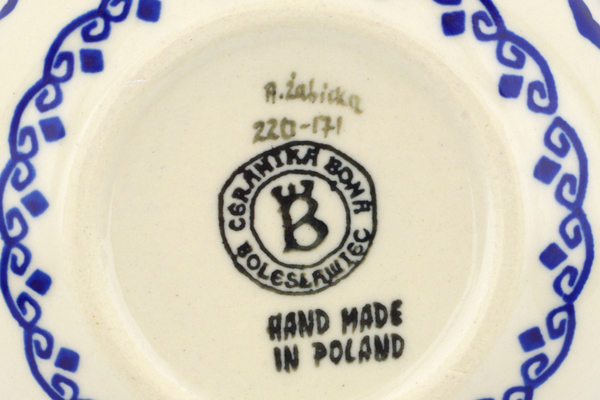 A. Żabicka
220-171
CERAMIKA BONA
B
BOLESŁAWIEC
HAND MADE
IN POLAND